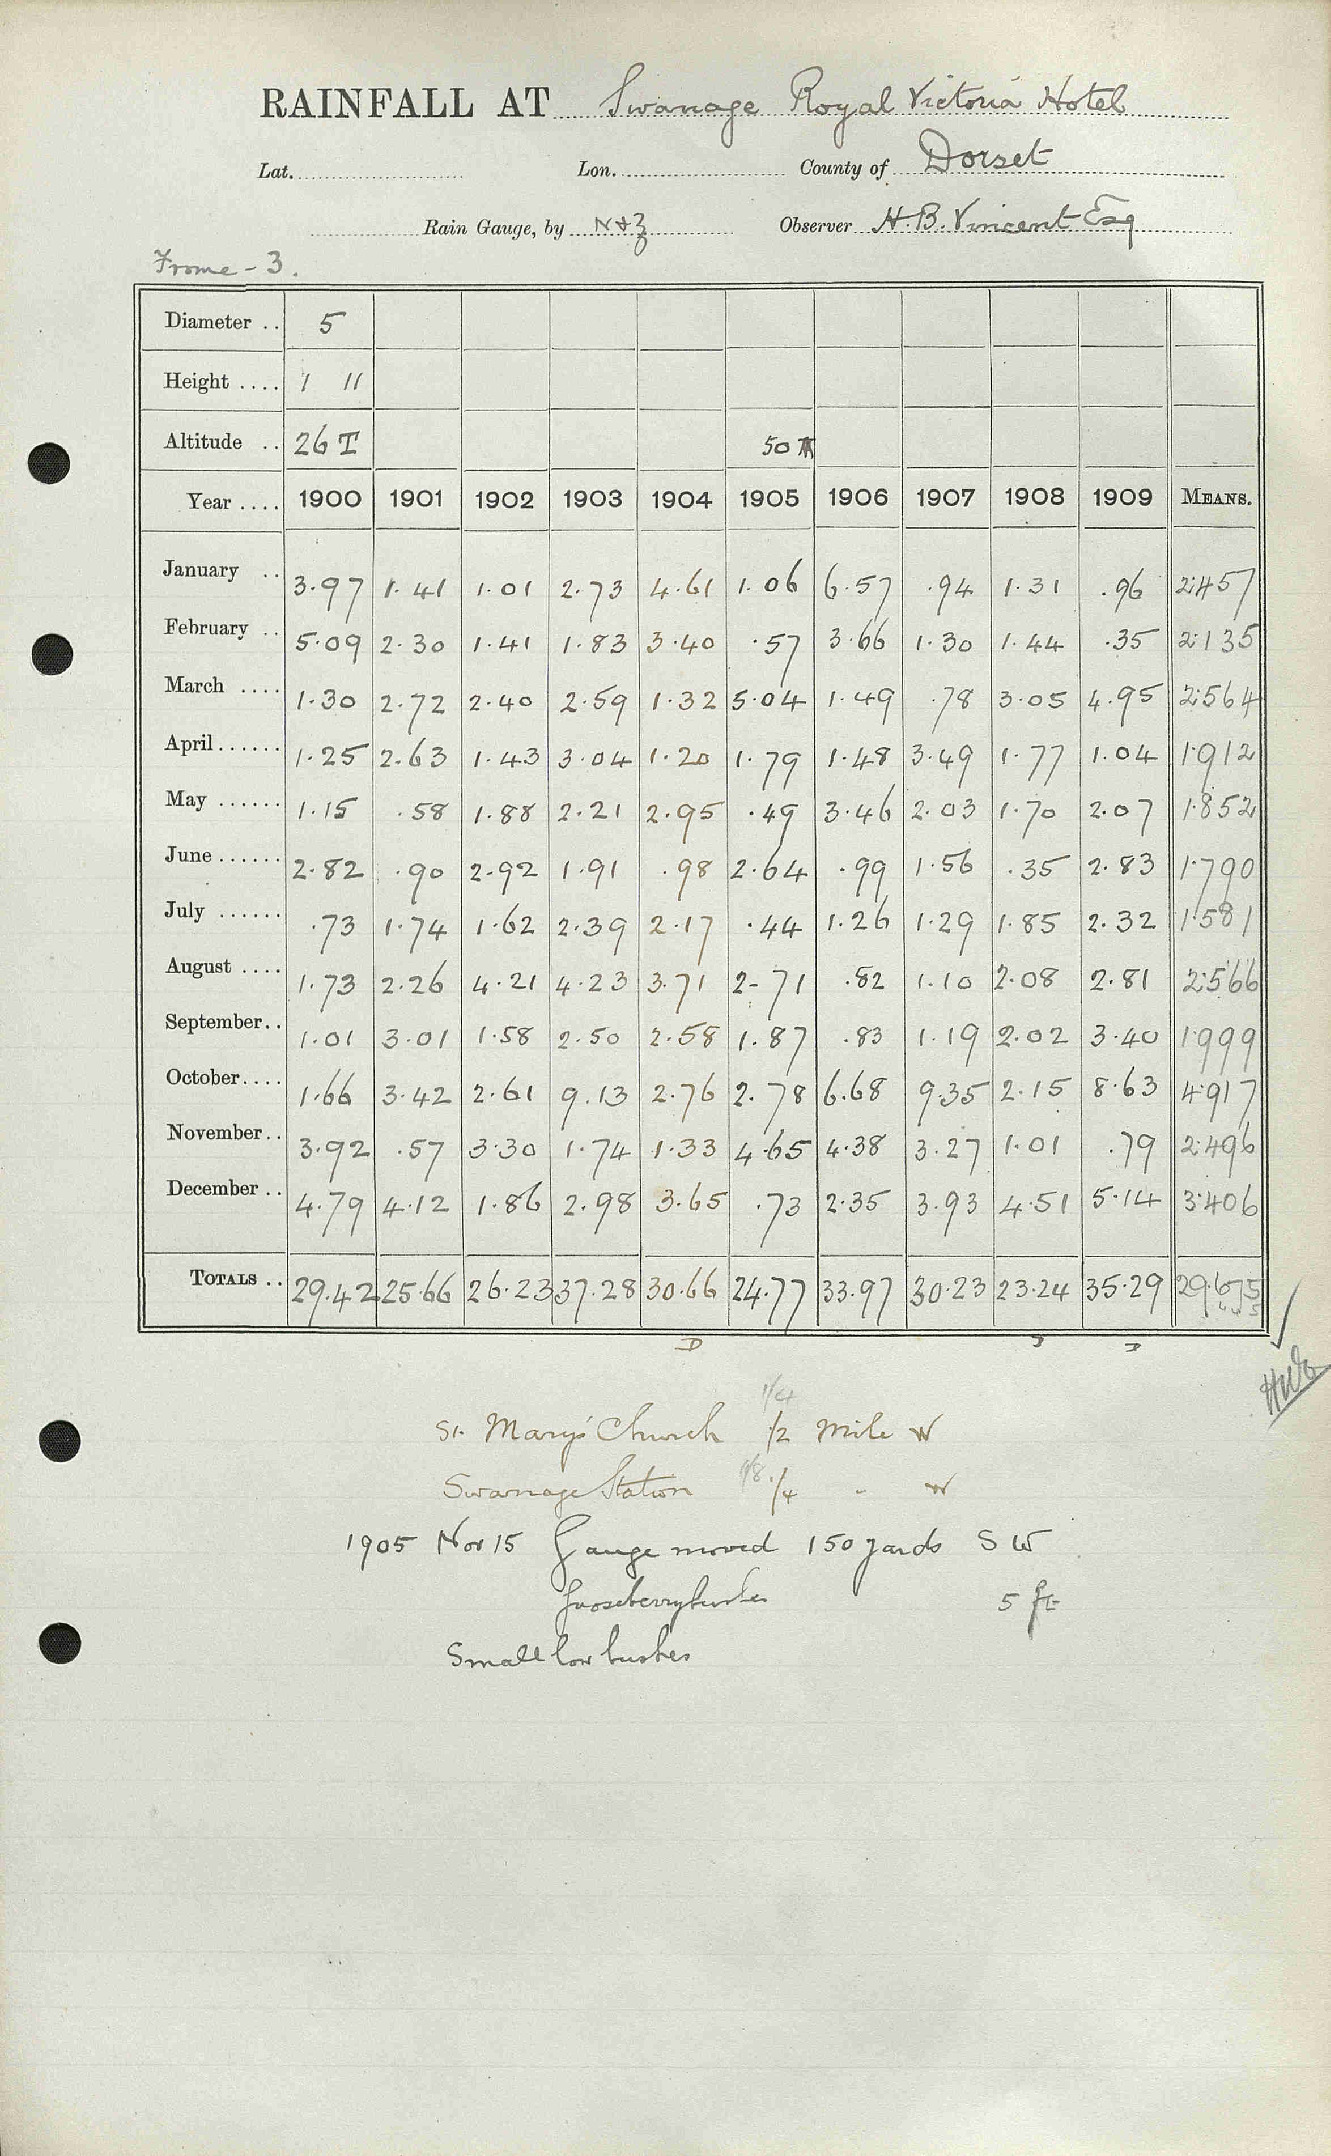 RAINFALL AT Swanage Royal Victoria Hotel
Lat. Lon. County of Dorset
Rain Gauge, by N & Z Observer H. B. Vincent Esq
Frome - 3.
Diameter .. 5
Height .... 1 11
Altitude .. 26 T 50
Year .... 1900 1901 1902 1903 1904 1905 1906 1907 1908 1909 MEANS.
January .. 3.97 1.41 1.01 2.73 4.61 1.06 6.57 .94 1.31 .96 2.457
February .. 5.09 2.30 1.41 1.83 3.40 .57 3.66 1.30 1.44 .35 2.135
March .... 1.30 2.72 2.40 2.59 1.32 5.04 1.49 .78 3.05 4.95 2.564
April ...... 1.25 2.63 1.43 3.04 1.20 1.79 1.48 3.49 1.77 1.04 1.912
May ...... 1.15 .58 1.88 2.21 2.95 .49 3.46 2.03 1.70 2.07 1.852
June ...... 2.82 .90 2.92 1.91 .98 2.64 .99 1.56 .35 2.83 1.790
July ...... .73 1.74 1.62 2.39 2.17 .44 1.26 1.29 1.85 2.32 1.581
August .... 1.73 2.26 4.21 4.23 3.71 2-71 .82 1.10 2.08 2.81 2.566
September.. 1.01 3.01 1.58 2.50 2.58 1.87 .83 1.19 2.02 3.40 1.999
October.... 1.66 3.42 2.61 9.13 2.76 2.78 6.68 9.35 2.15 8.63 4.917
November.. 3.92 .57 3.30 1.74 1.33 4.65 4.38 3.27 1.01 .79 2.496
December .. 4.79 4.12 1.86 2.98 3.65 .73 2.35 3.93 4.51 5.14 3.406
TOTALS .. 29.42 25.66 26.23 37.28 30.66 24.77 33.97 30.23 23.24 35.29 29.675
D
1/4
St. Mary's Church 1/2 mile W
Swanage Station 1/8 1/4 " W
1905 Nov 15 Gauge moved 150 yards S W
Gooseberry bushes 5 ft
Small low bushes